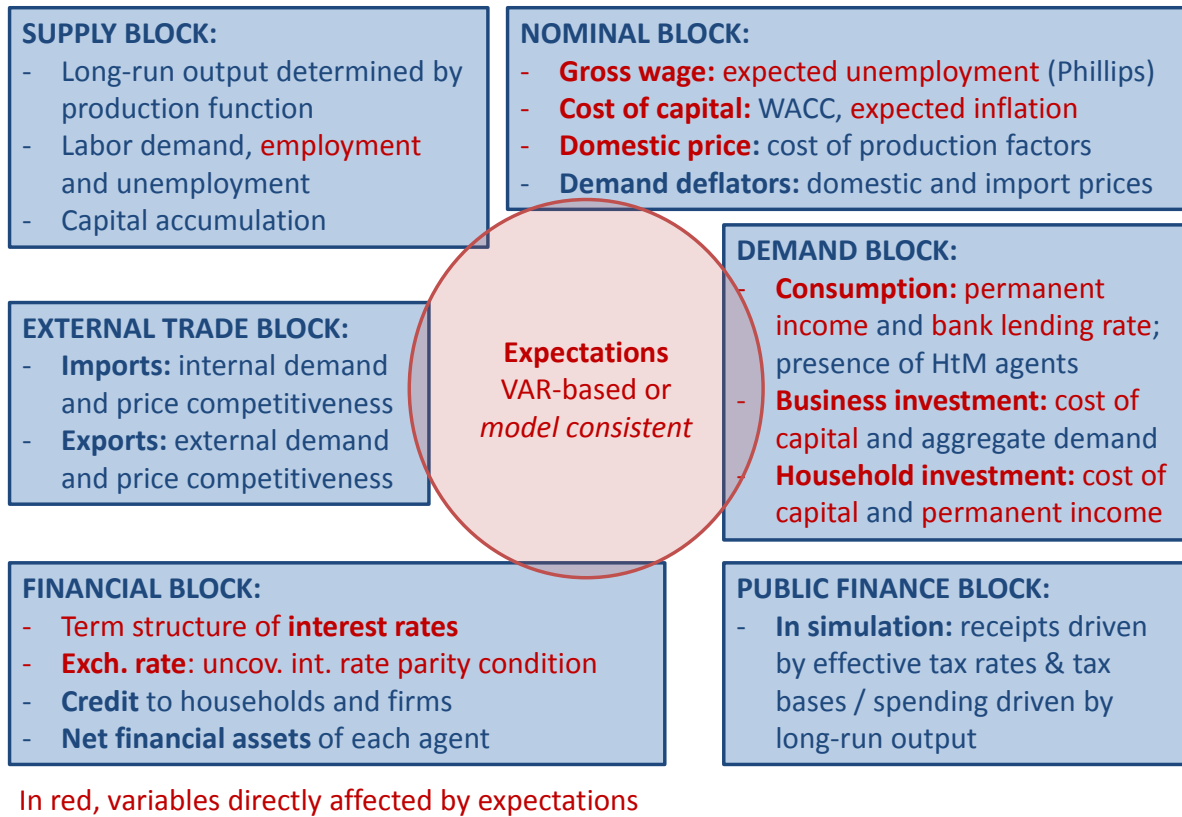 SUPPLY BLOCK:
- Long-run output determined by
production function
- Labor demand, employment
and unemployment
- Capital accumulation
NOMINAL BLOCK:
- Gross wage: expected unemployment (Phillips)
- Cost of capital: WACC, expected inflation
- Domestic price: cost of production factors
- Demand deflators: domestic and import prices
EXTERNAL TRADE BLOCK:
- Imports: internal demand
and price competitiveness
- Exports: external demand
and price competitiveness
Expectations
VAR-based or
model consistent
DEMAND BLOCK:
- Consumption: permanent
income and bank lending rate;
presence of HtM agents
- Business investment: cost of
capital and aggregate demand
- Household investment: cost of
capital and permanent income
FINANCIAL BLOCK:
- Term structure of interest rates
- Exch. rate: uncov. int. rate parity condition
- Credit to households and firms
- Net financial assets of each agent
PUBLIC FINANCE BLOCK:
- In simulation: receipts driven
by effective tax rates & tax
bases / spending driven by
long-run output
In red, variables directly affected by expectations